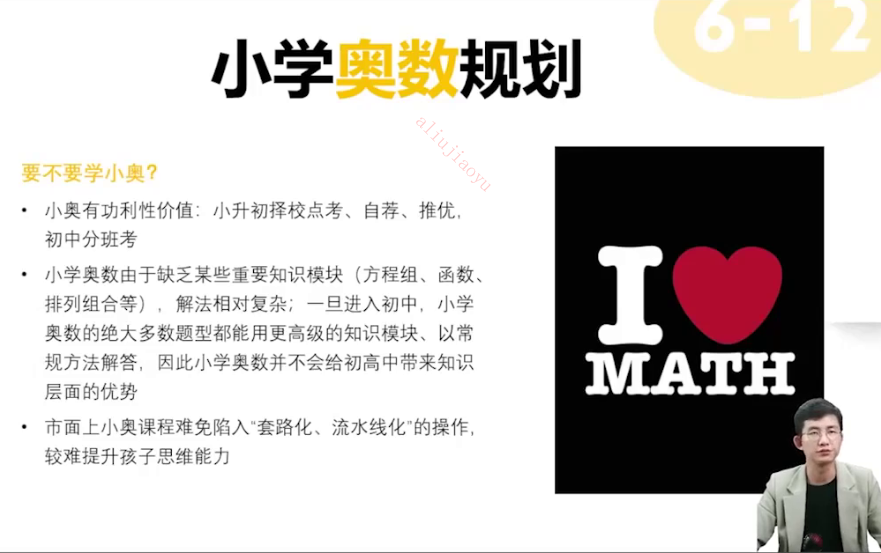 6-12
小学奥数规划
aliujiaoyu
要不要学小奥？
• 小奥有功利性价值：小升初择校点考、自荐、推优，
初中分班考
• 小学奥数由于缺乏某些重要知识模块（方程组、函数、
排列组合等），解法相对复杂；一旦进入初中，小学
奥数的绝大多数题型都能用更高级的知识模块、以常
规方法解答，因此小学奥数并不会给初高中带来知识
层面的优势
• 市面上小奥课程难免陷入“套路化、流水线化”的操作，
较难提升孩子思维能力
I
MATH